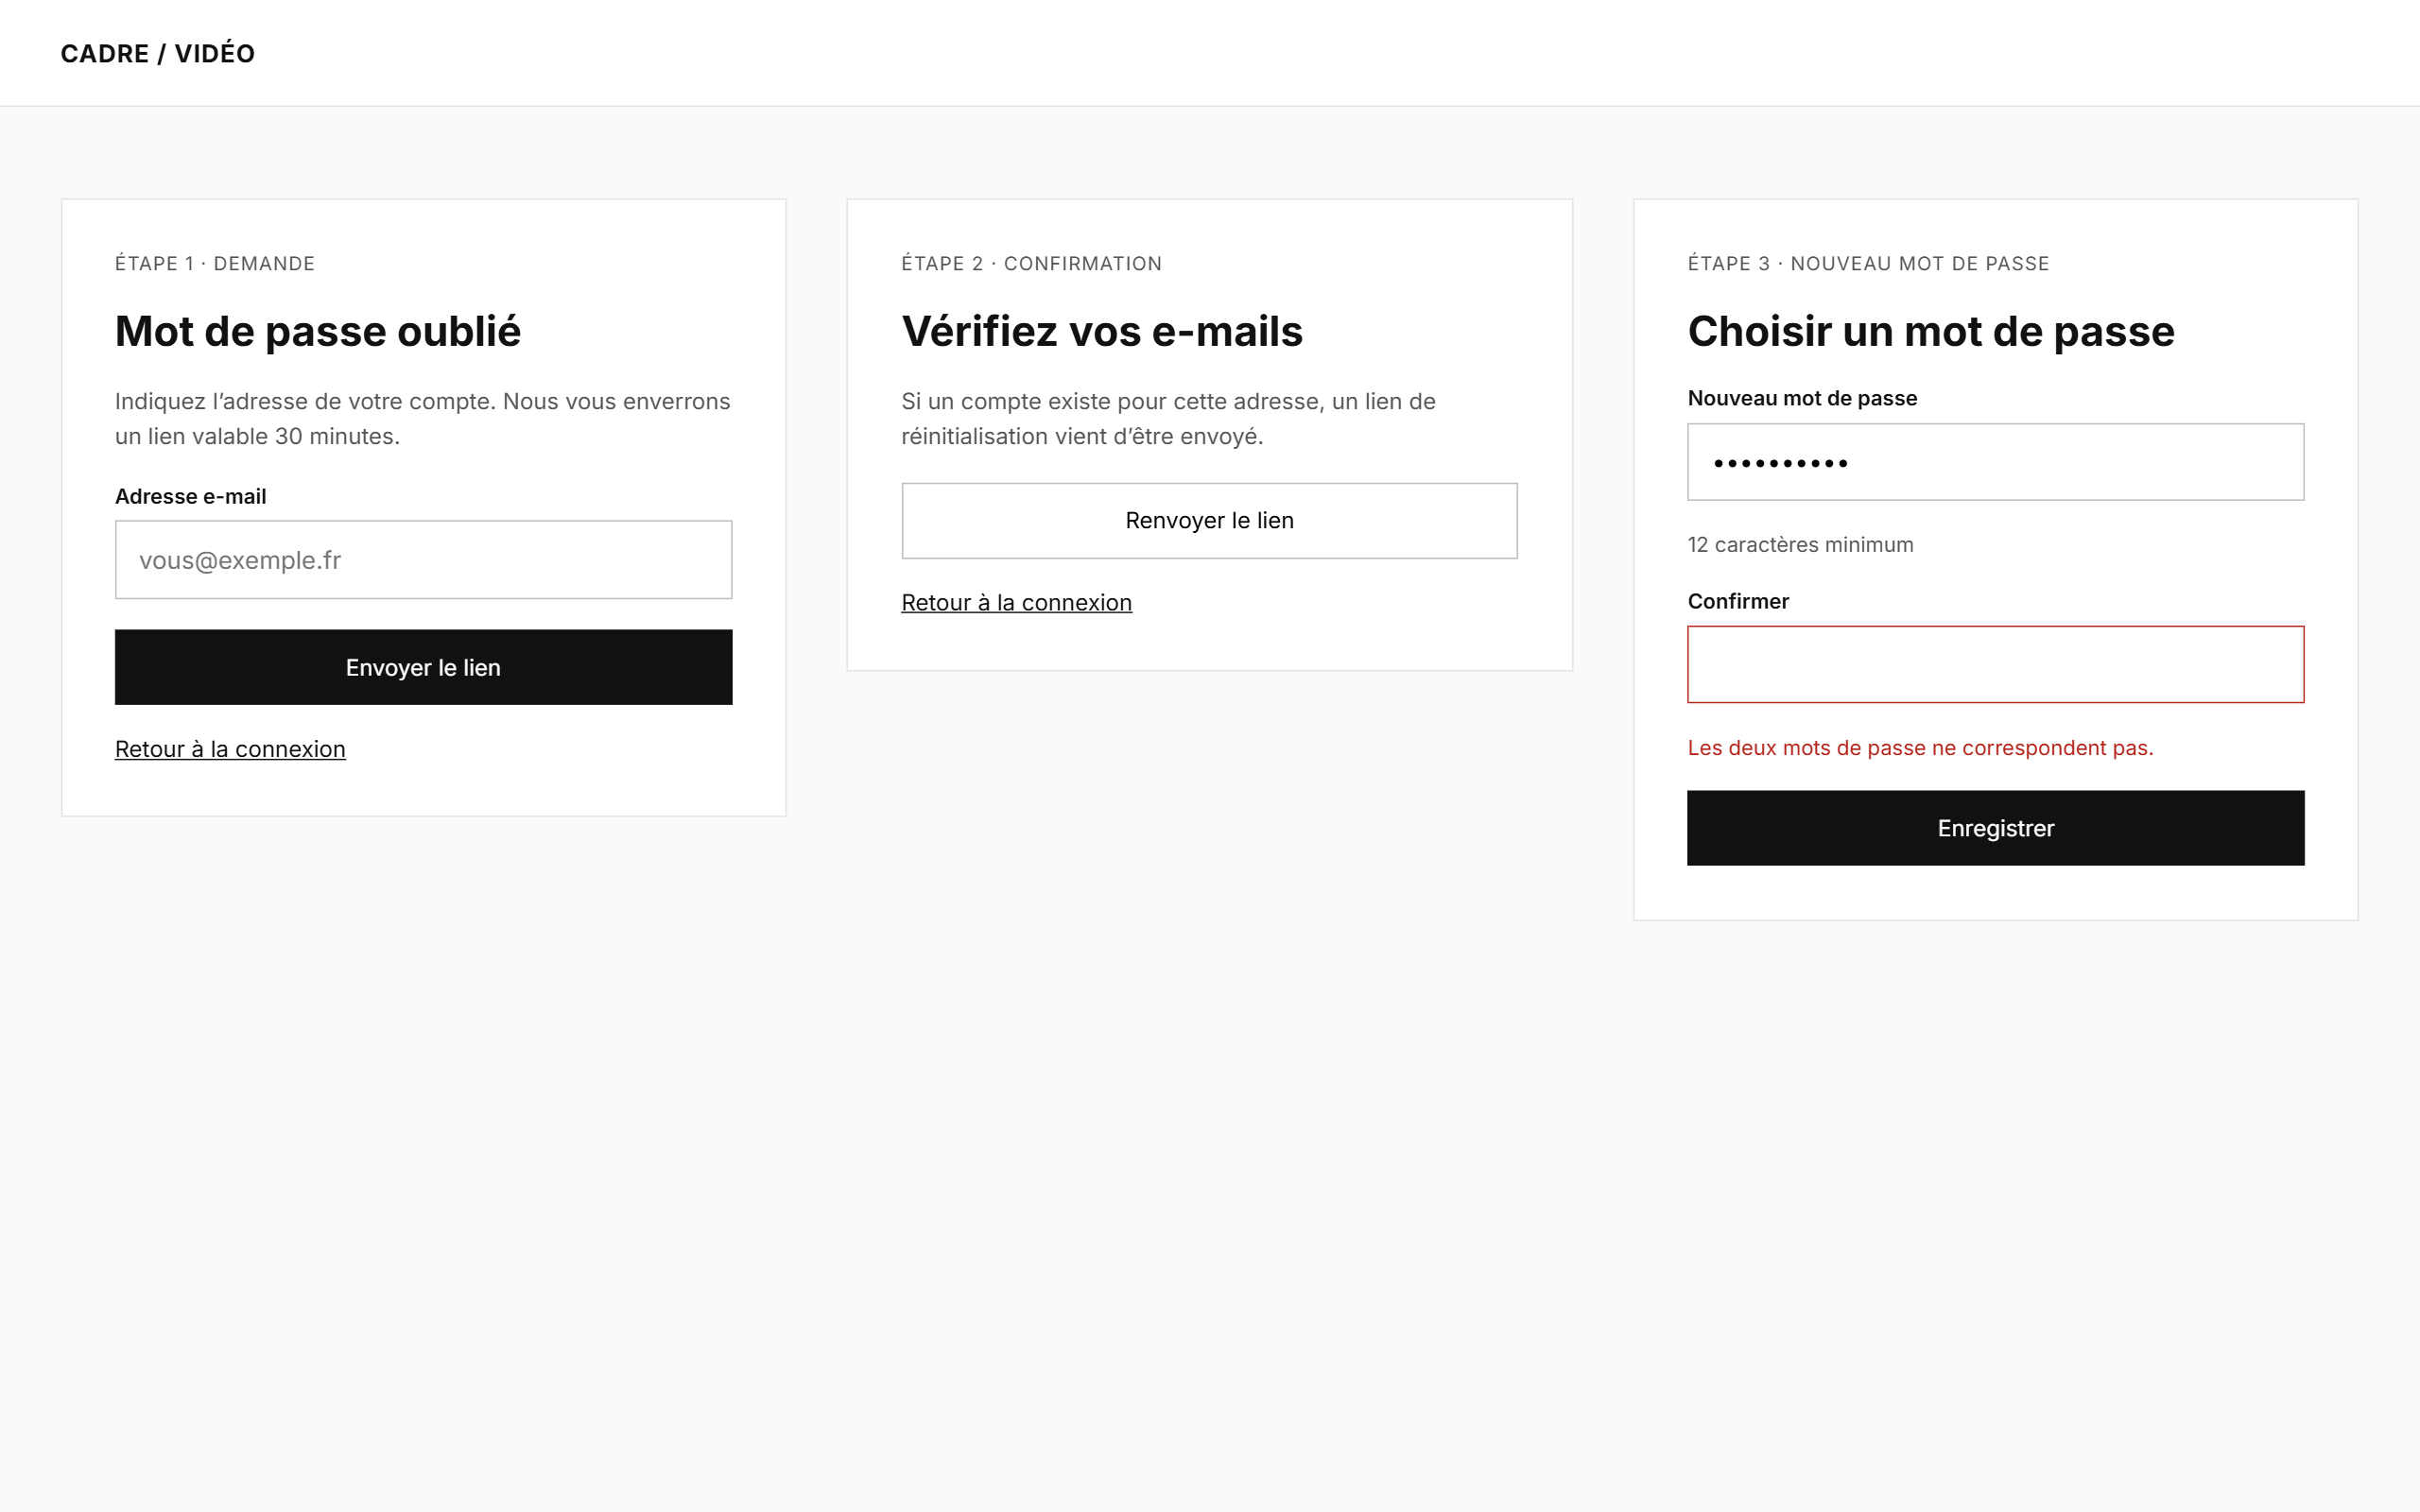 CADRE / VIDÉO
ÉTAPE 1 · DEMANDE
Mot de passe oublié
Indiquez l’adresse de votre compte. Nous vous enverrons
un lien valable 30 minutes.
Adresse e-mail
vous@exemple.fr
Envoyer le lien
Retour à la connexion
ÉTAPE 2 · CONFIRMATION
Vérifiez vos e-mails
Si un compte existe pour cette adresse, un lien de
réinitialisation vient d’être envoyé.
Renvoyer le lien
Retour à la connexion
ÉTAPE 3 · NOUVEAU MOT DE PASSE
Choisir un mot de passe
Nouveau mot de passe
••••••••••
12 caractères minimum
Confirmer
Les deux mots de passe ne correspondent pas.
Enregistrer